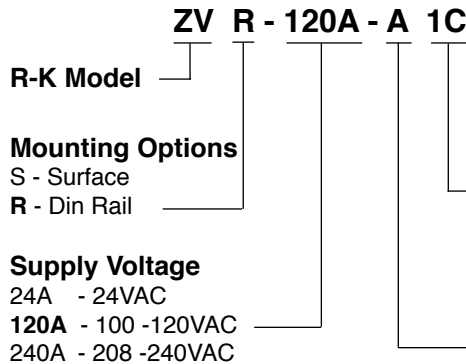 ZV R - 120A - A 1C
R-K Model
Mounting Options
S - Surface
R - Din Rail
Supply Voltage
24A - 24VAC
120A - 100 -120VAC
240A - 208 -240VAC